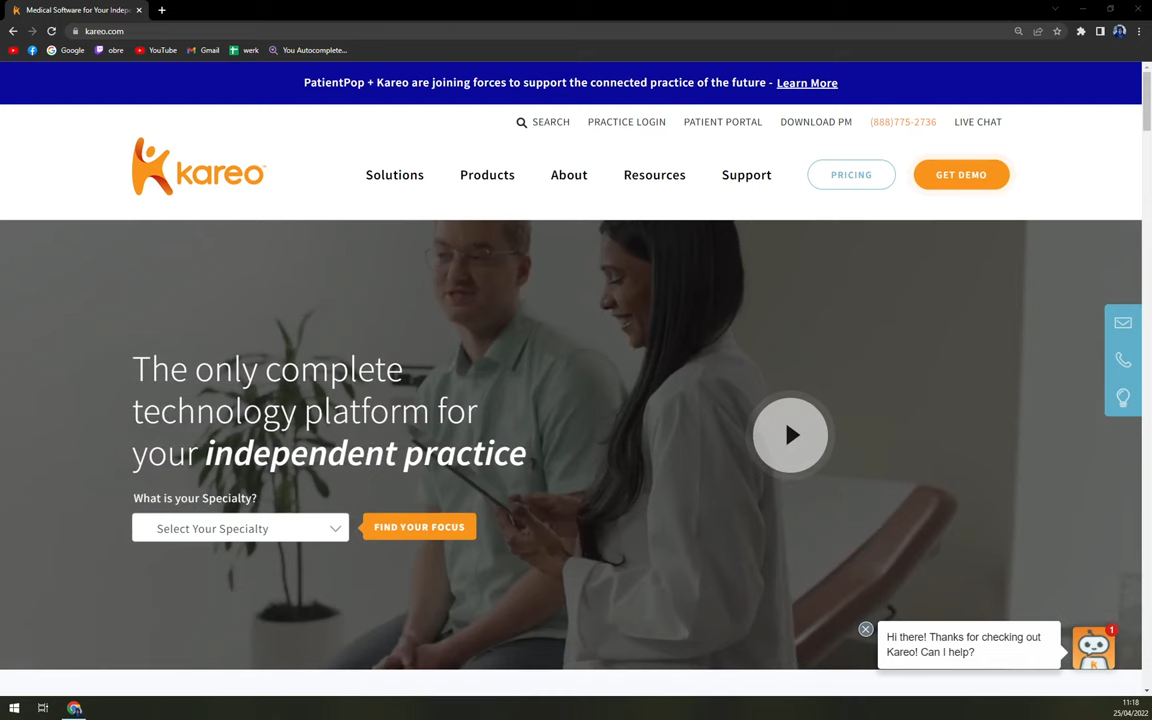 Medical Software for Your Indep
kareo.com
Google
obre
YouTube
Gmail
werk
You Autocomplete...
PatientPop + Kareo are joining forces to support the connected practice of the future - Learn More
SEARCH PRACTICE LOGIN PATIENT PORTAL DOWNLOAD PM (888)775-2736 LIVE CHAT
kareo™
Solutions Products About Resources Support PRICING GET DEMO
The only complete
technology platform for
your independent practice
What is your Specialty?
Select Your Specialty FIND YOUR FOCUS
1
Hi there! Thanks for checking out
Kareo! Can I help?
11:18
25/04/2022